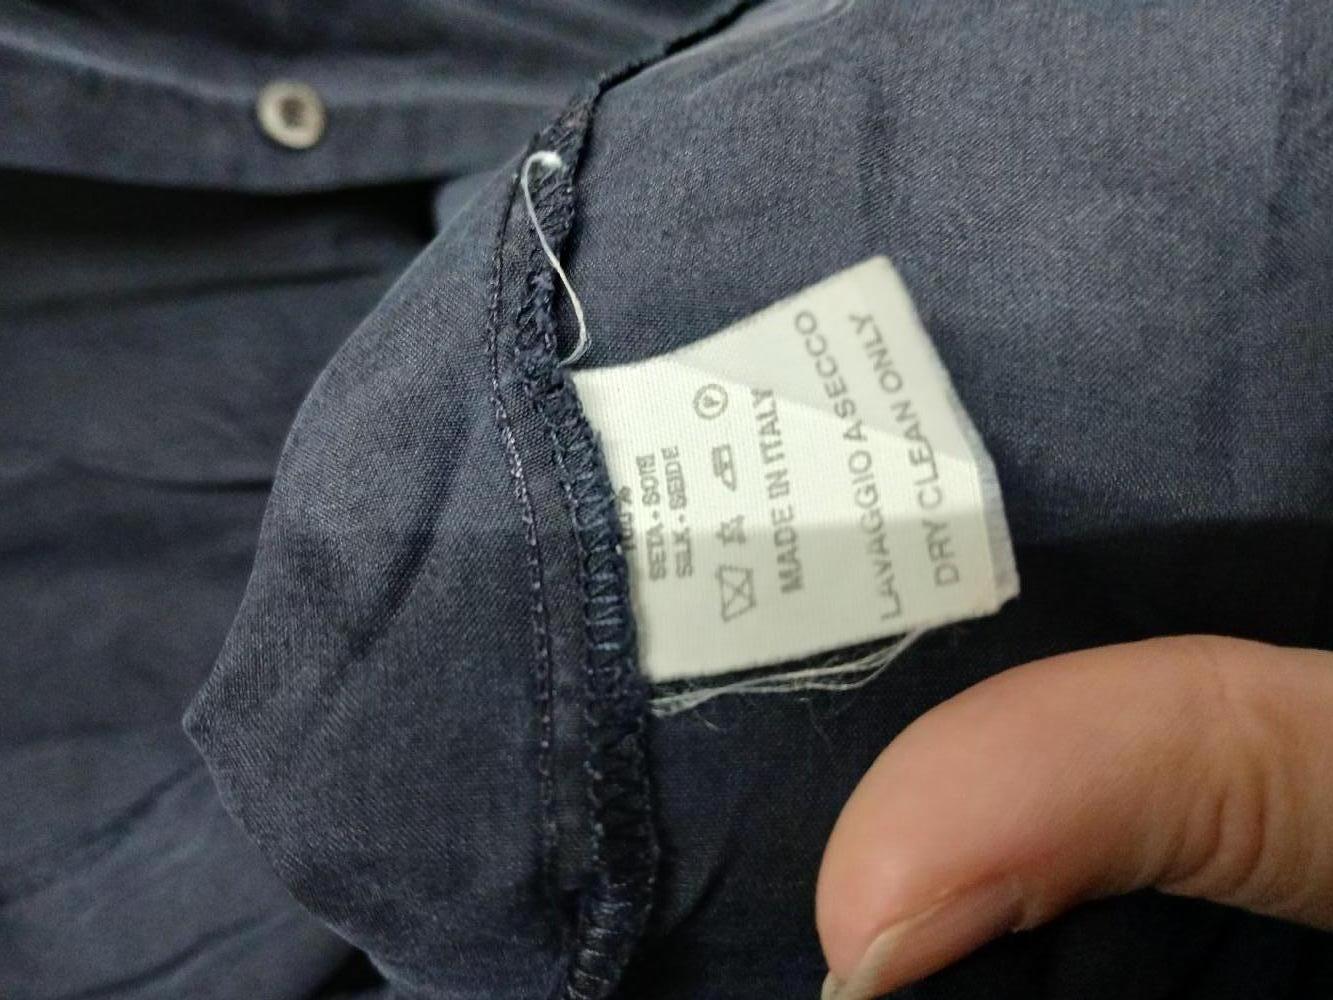 100%
SETA • SOIE
SILK • SEIDE
P
MADE IN ITALY
LAVAGGIO A SECCO
DRY CLEAN ONLY